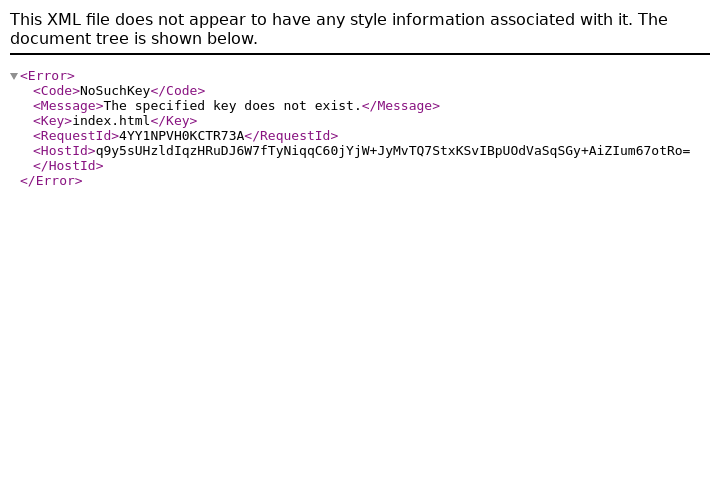 This XML file does not appear to have any style information associated with it. The
document tree is shown below.
<Error>
<Code>NoSuchKey</Code>
<Message>The specified key does not exist.</Message>
<Key>index.html</Key>
<RequestId>4YY1NPVH0KCTR73A</RequestId>
<HostId>q9y5sUHzldIqzHRuDJ6W7fTyNiqqC60jYjW+JyMvTQ7StxKSvIBpUOdVaSqSGy+AiZIum67otRo=
</HostId>
</Error>